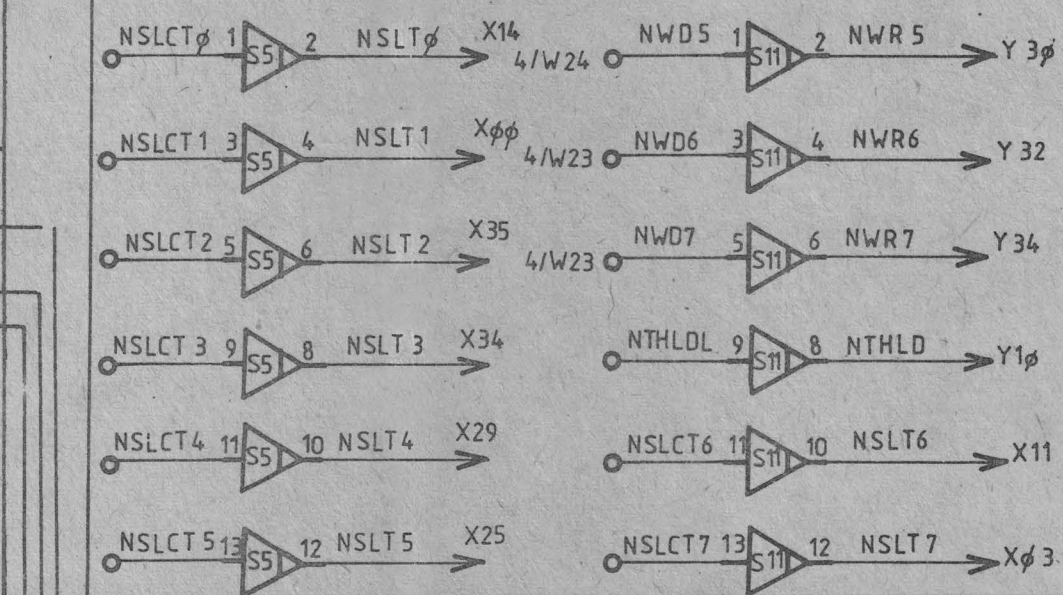 NSLCTø 1 S5 2 NSLTø X14
NSLCT1 3 S5 4 NSLT1 Xøø
NSLCT2 5 S5 6 NSLT2 X35
NSLCT3 9 S5 8 NSLT3 X34
NSLCT4 11 S5 10 NSLT4 X29
NSLCT5 13 S5 12 NSLT5 X25
4/W24 NWD5 1 S11 2 NWR5 Y3ø
4/W23 NWD6 3 S11 4 NWR6 Y32
4/W23 NWD7 5 S11 6 NWR7 Y34
NTHLDL 9 S11 8 NTHLD Y1ø
NSLCT6 11 S11 10 NSLT6 X11
NSLCT7 13 S11 12 NSLT7 Xø3